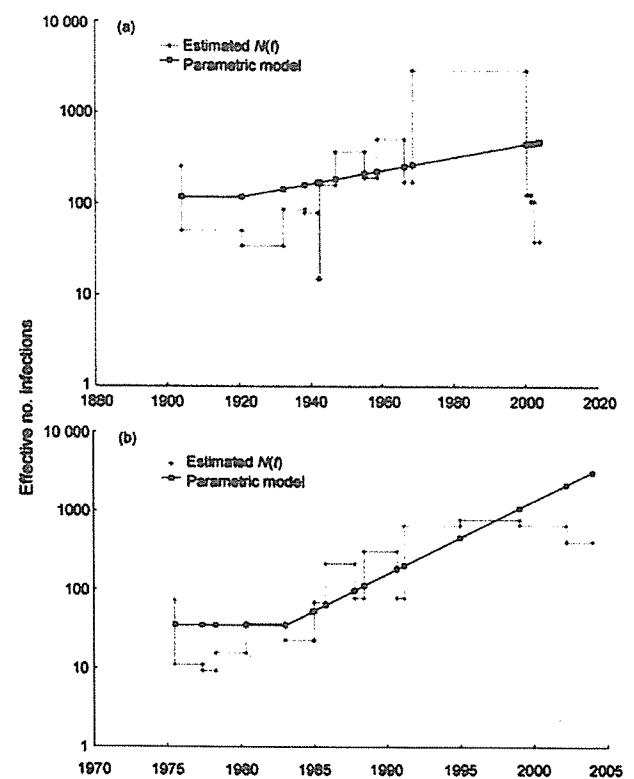 10 000
(a)
Estimated N(t)
Parametric model
1000
100
10
1
1880 1900 1920 1940 1960 1980 2000 2020
Effective no. infections
10 000
(b)
Estimated N(t)
Parametric model
1000
100
10
1
1970 1975 1980 1985 1990 1995 2000 2005